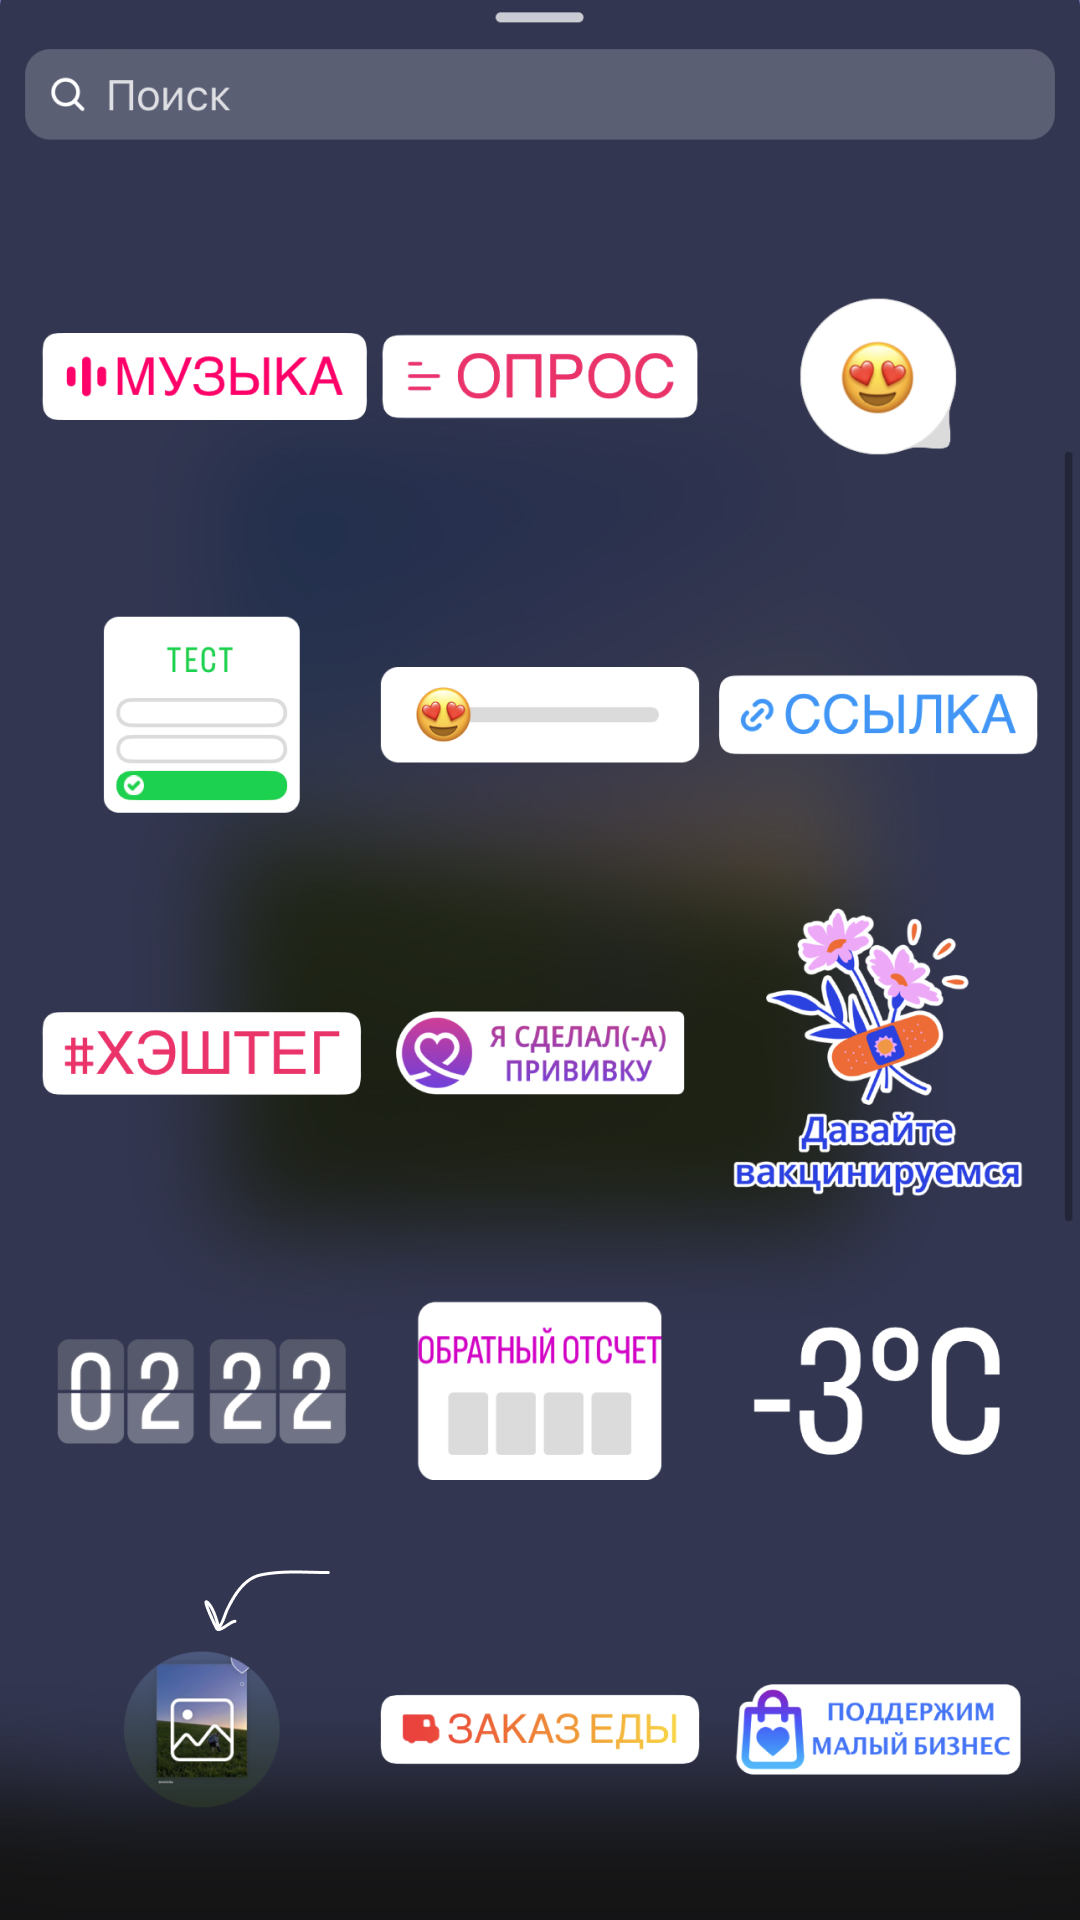 Поиск
МУЗЫКА
ОПРОС
ТЕСТ
ССЫЛКА
#ХЭШТЕГ
Я СДЕЛАЛ(-А)
ПРИВИВКУ
Давайте
вакцинируемся
02 22
ОБРАТНЫЙ ОТСЧЕТ
-3°C
ЗАКАЗ ЕДЫ
ПОДДЕРЖИМ
МАЛЫЙ БИЗНЕС